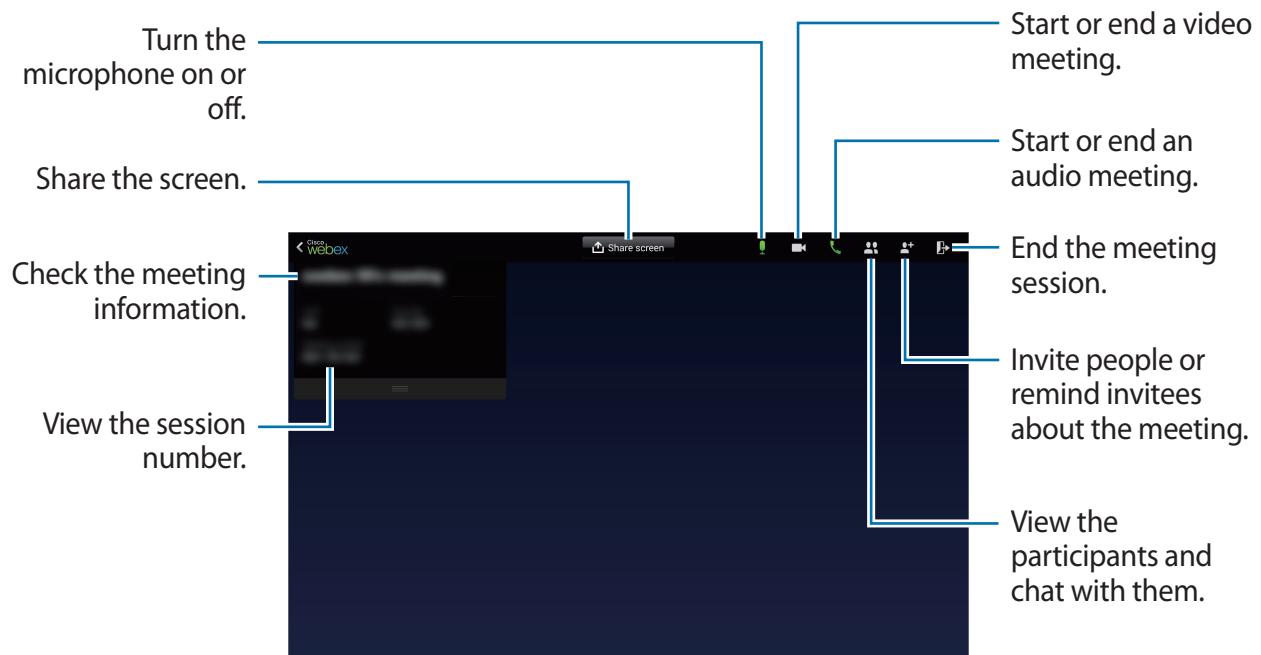 Turn the
microphone on or
off.
Share the screen.
Check the meeting
information.
View the session
number.
Start or end a video
meeting.
Start or end an
audio meeting.
End the meeting
session.
Invite people or
remind invitees
about the meeting.
View the
participants and
chat with them.
Cisco
webex
Share screen